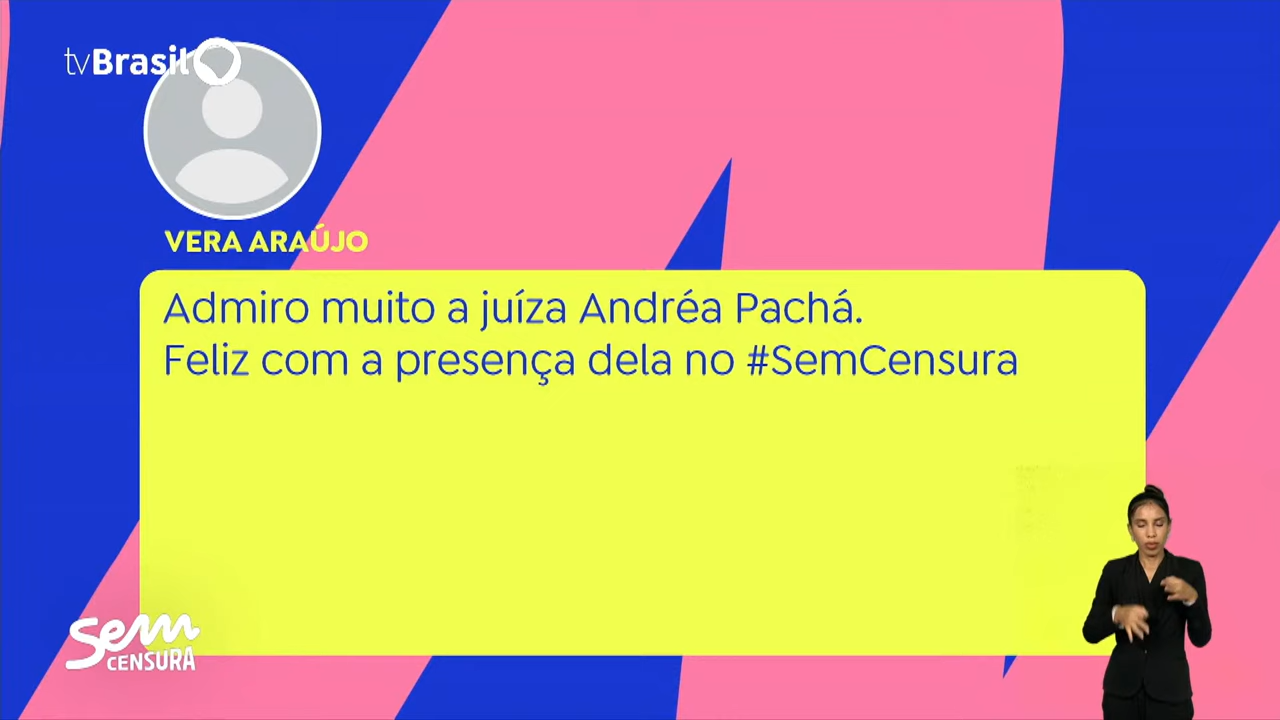 tvBrasil
VERA ARAÚJO
Admiro muito a juíza Andréa Pachá.
Feliz com a presença dela no #SemCensura
Sem
CENSURA